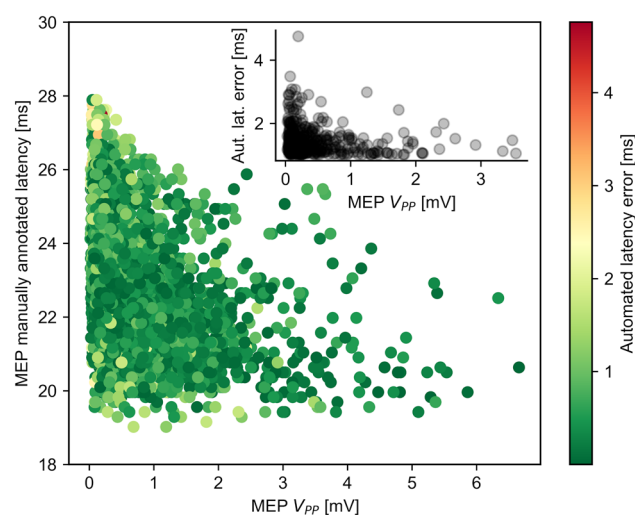 30
28
26
24
22
20
18
MEP manually annotated latency [ms]
0 1 2 3 4 5 6
MEP V_PP [mV]
4
2
Aut. lat. error [ms]
0 1 2 3
MEP V_PP [mV]
4
3
2
1
Automated latency error [ms]